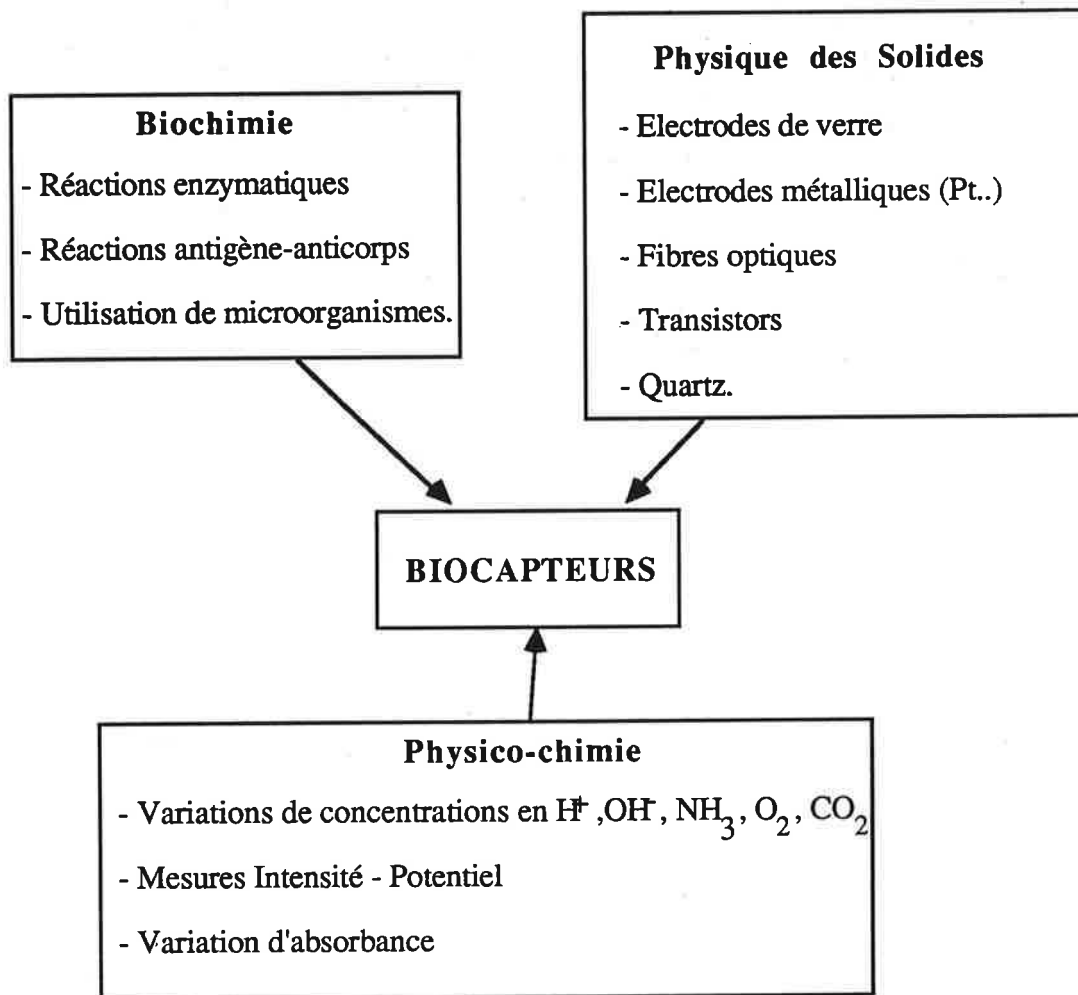 Biochimie
- Réactions enzymatiques
- Réactions antigène-anticorps
- Utilisation de microorganismes.
Physique des Solides
- Electrodes de verre
- Electrodes métalliques (Pt..)
- Fibres optiques
- Transistors
- Quartz.
BIOCAPTEURS
Physico-chimie
- Variations de concentrations en H⁺ ,OH⁻, NH₃, O₂, CO₂
- Mesures Intensité - Potentiel
- Variation d'absorbance